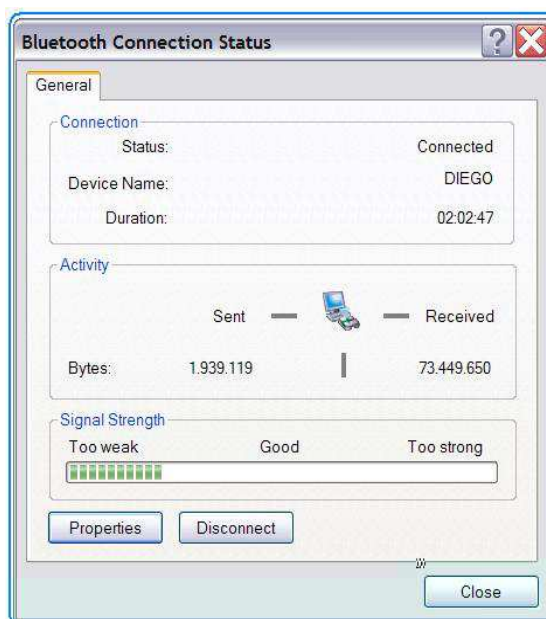 Bluetooth Connection Status
General
Connection
Status: Connected
Device Name: DIEGO
Duration: 02:02:47
Activity
Sent Received
Bytes: 1.939.119 73.449.650
Signal Strength
Too weak Good Too strong
Properties Disconnect
Close